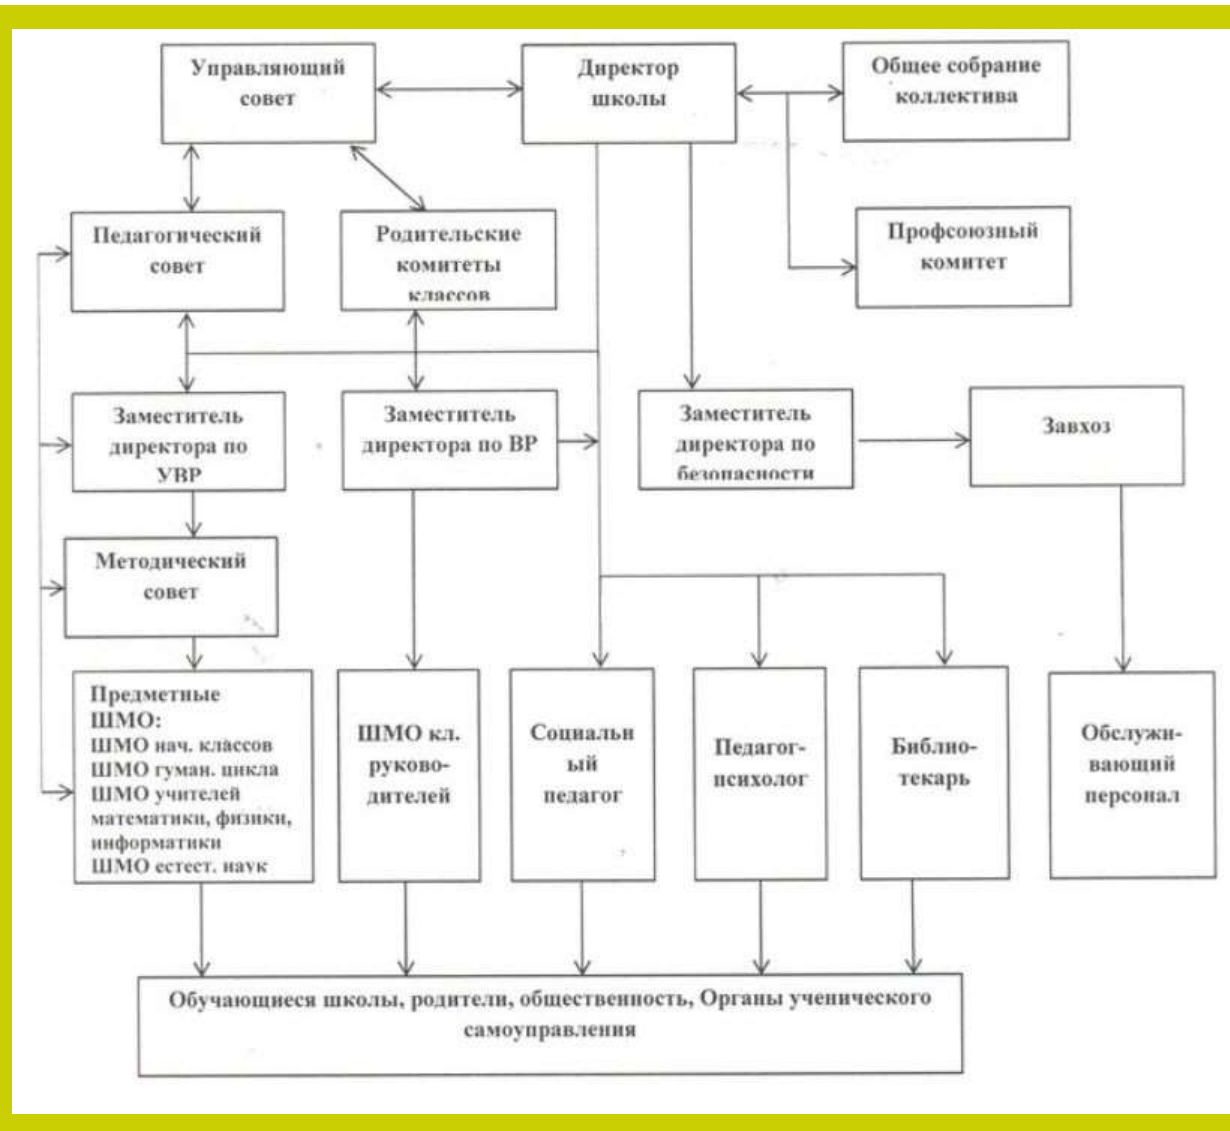 Управляющий
совет
Директор
школы
Общее собрание
коллектива
Педагогический
совет
Родительские
комитеты
классов
Профсоюзный
комитет
Заместитель
директора по
УВР
Заместитель
директора по ВР
Заместитель
директора по
безопасности
Завхоз
Методический
совет
Предметные
ШМО:
ШМО нач. классов
ШМО гуман. цикла
ШМО учителей
математики, физики,
информатики
ШМО естест. наук
ШМО кл.
руково-
дителей
Социальн
ый
педагог
Педагог-
психолог
Библио-
текарь
Обслужи-
вающий
персонал
Обучающиеся школы, родители, общественность, Органы ученического
самоуправления